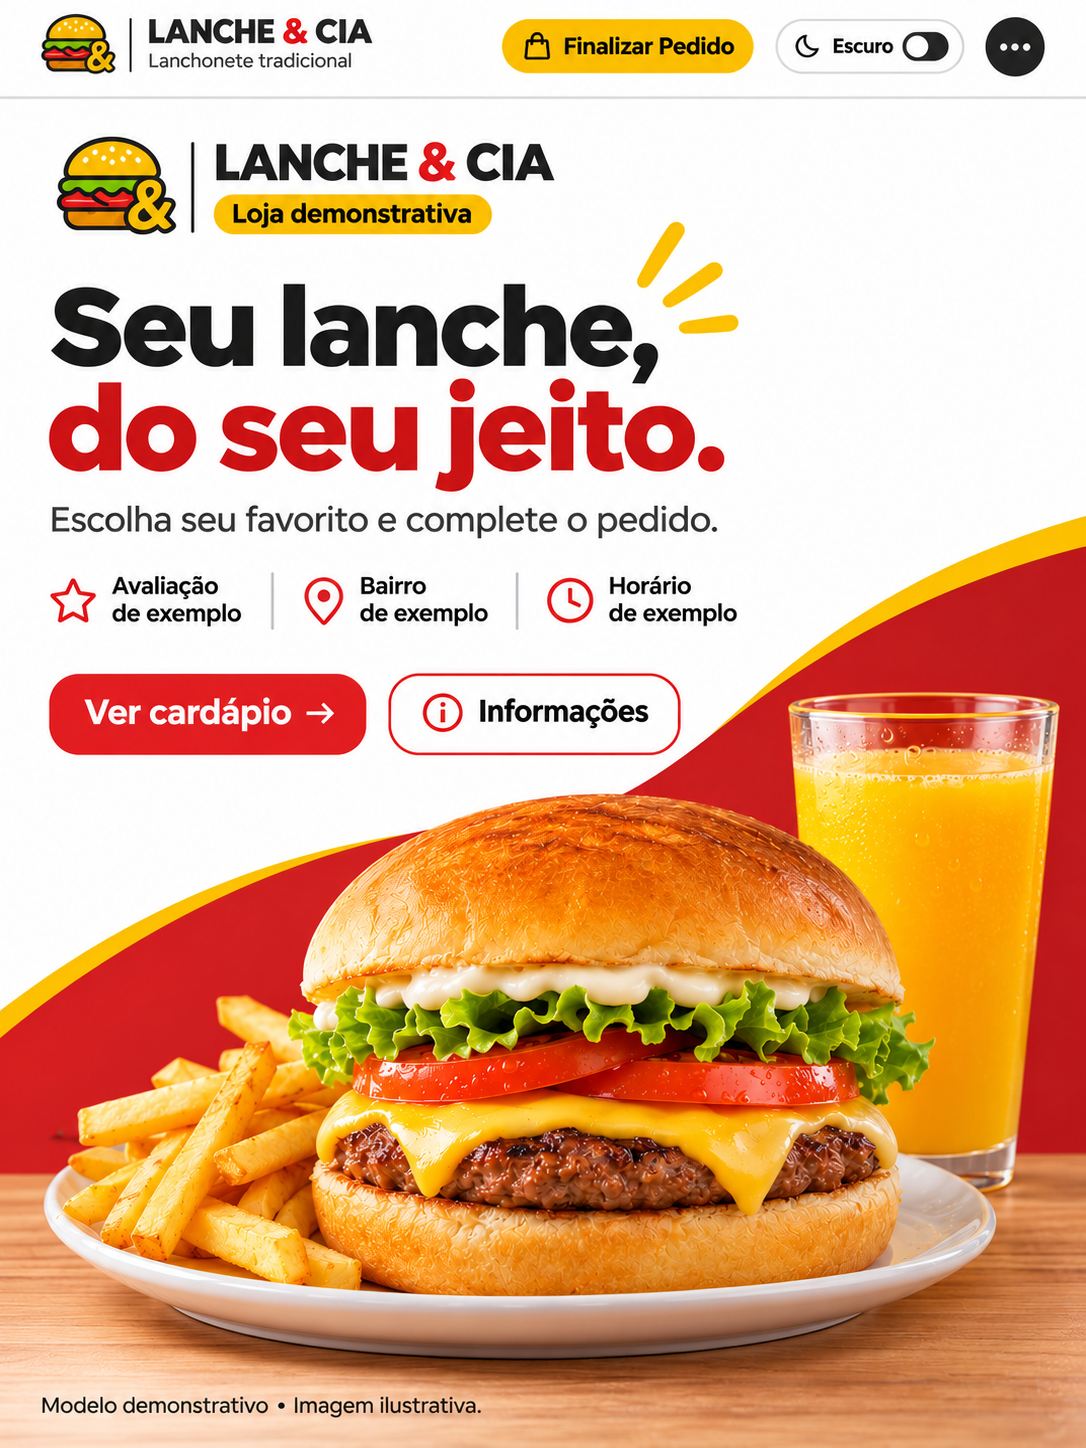 LANCHE & CIA
Lanchonete tradicional
Finalizar Pedido
Escuro
LANCHE & CIA
Loja demonstrativa
Seu lanche,
do seu jeito.
Escolha seu favorito e complete o pedido.
Avaliação
de exemplo
Bairro
de exemplo
Horário
de exemplo
Ver cardápio →
Informações
Modelo demonstrativo • Imagem ilustrativa.